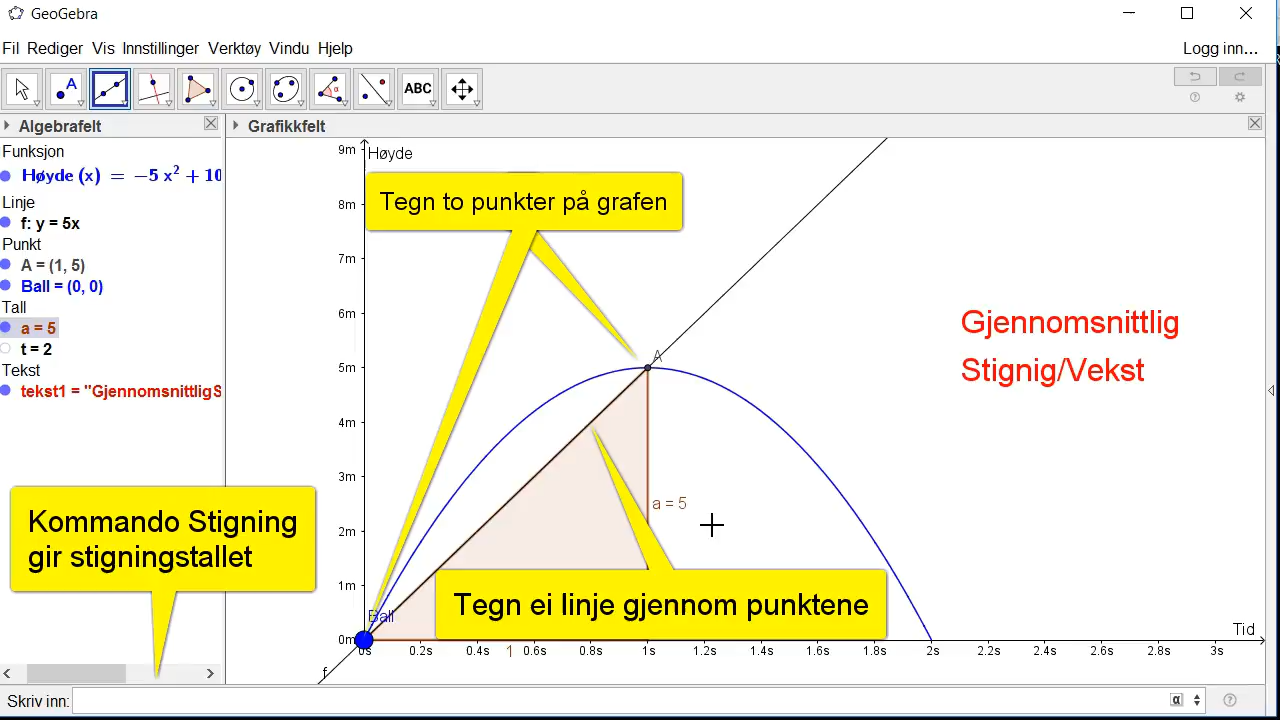 GeoGebra
Fil Rediger Vis Innstillinger Verktøy Vindu Hjelp
Logg inn...
A
ABC
Algebrafelt
Grafikkfelt
Funksjon
Høyde (x) = −5 x² + 10
Linje
f: y = 5x
Punkt
A = (1, 5)
Ball = (0, 0)
Tall
a = 5
t = 2
Tekst
tekst1 = "GjennomsnittligS
Kommando Stigning
gir stigningstallet
Høyde
9m
8m
7m
6m
5m
4m
3m
2m
1m
0m
Tegn to punkter på grafen
A
Gjennomsnittlig
Stignig/Vekst
a = 5
Tegn ei linje gjennom punktene
Ball
Tid
0s 0.2s 0.4s 0.6s 0.8s 1s 1.2s 1.4s 1.6s 1.8s 2s 2.2s 2.4s 2.6s 2.8s 3s
1
f
Skriv inn:
α